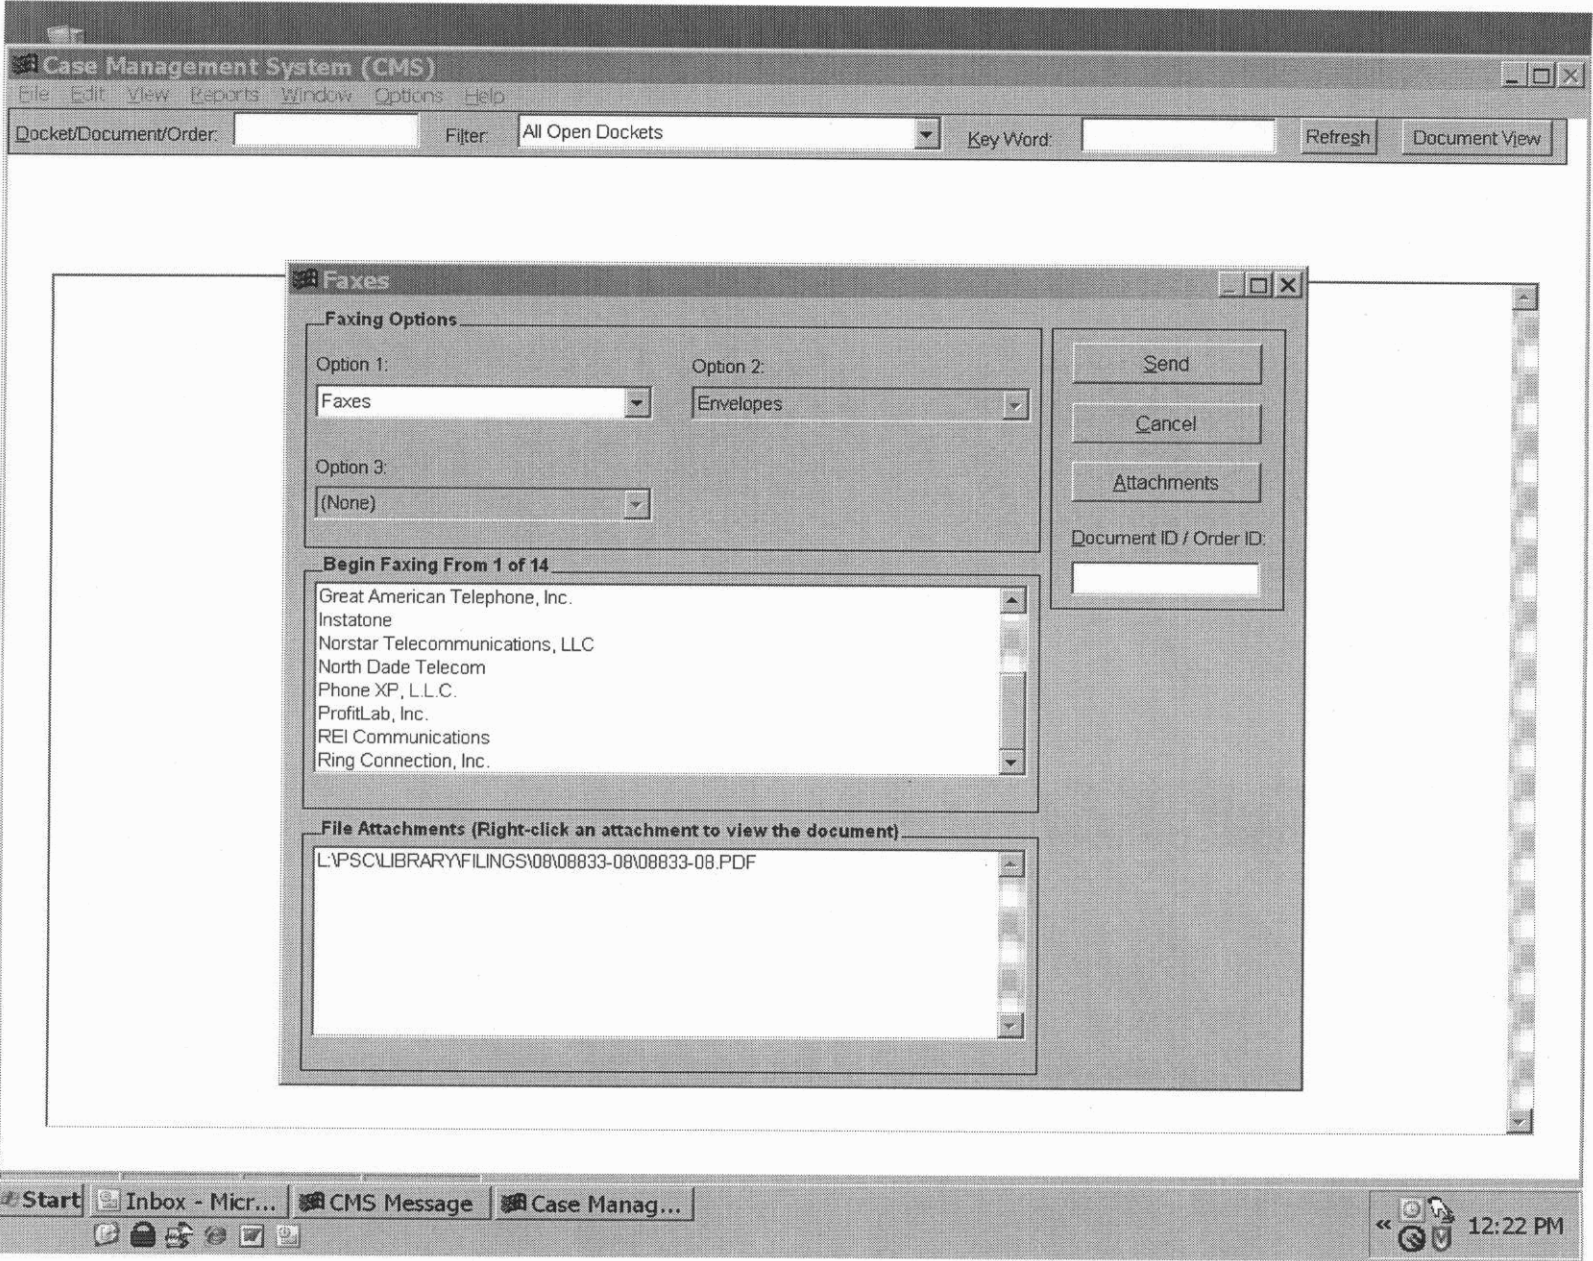 Case Management System (CMS)
File Edit View Reports Window Options Help
Docket/Document/Order: Filter: All Open Dockets Key Word: Refresh Document View
Faxes
Faxing Options
Option 1: Option 2:
Faxes Envelopes
Option 3:
(None)
Send
Cancel
Attachments
Document ID / Order ID:
Begin Faxing From 1 of 14
Great American Telephone, Inc.
Instatone
Norstar Telecommunications, LLC
North Dade Telecom
Phone XP, L.L.C.
ProfitLab, Inc.
REI Communications
Ring Connection, Inc.
File Attachments (Right-click an attachment to view the document)
L:\PSC\LIBRARY\FILINGS\08\08833-08\08833-08.PDF
Start Inbox - Micr... CMS Message Case Manag...
« 12:22 PM